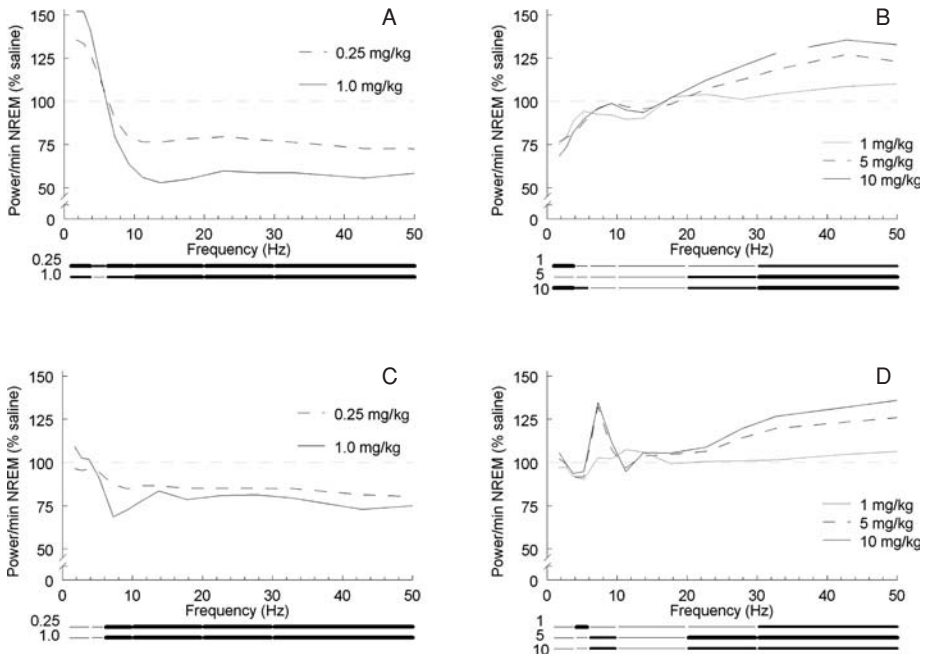 A
150
125
100
75
50
0
Power/min NREM (% saline)
0.25 mg/kg
1.0 mg/kg
0 10 20 30 40 50
Frequency (Hz)
0.25
1.0
B
150
125
100
75
50
0
Power/min NREM (% saline)
1 mg/kg
5 mg/kg
10 mg/kg
0 10 20 30 40 50
Frequency (Hz)
1
5
10
C
150
125
100
75
50
0
Power/min NREM (% saline)
0.25 mg/kg
1.0 mg/kg
0 10 20 30 40 50
Frequency (Hz)
0.25
1.0
D
150
125
100
75
50
0
Power/min NREM (% saline)
1 mg/kg
5 mg/kg
10 mg/kg
0 10 20 30 40 50
Frequency (Hz)
1
5
10